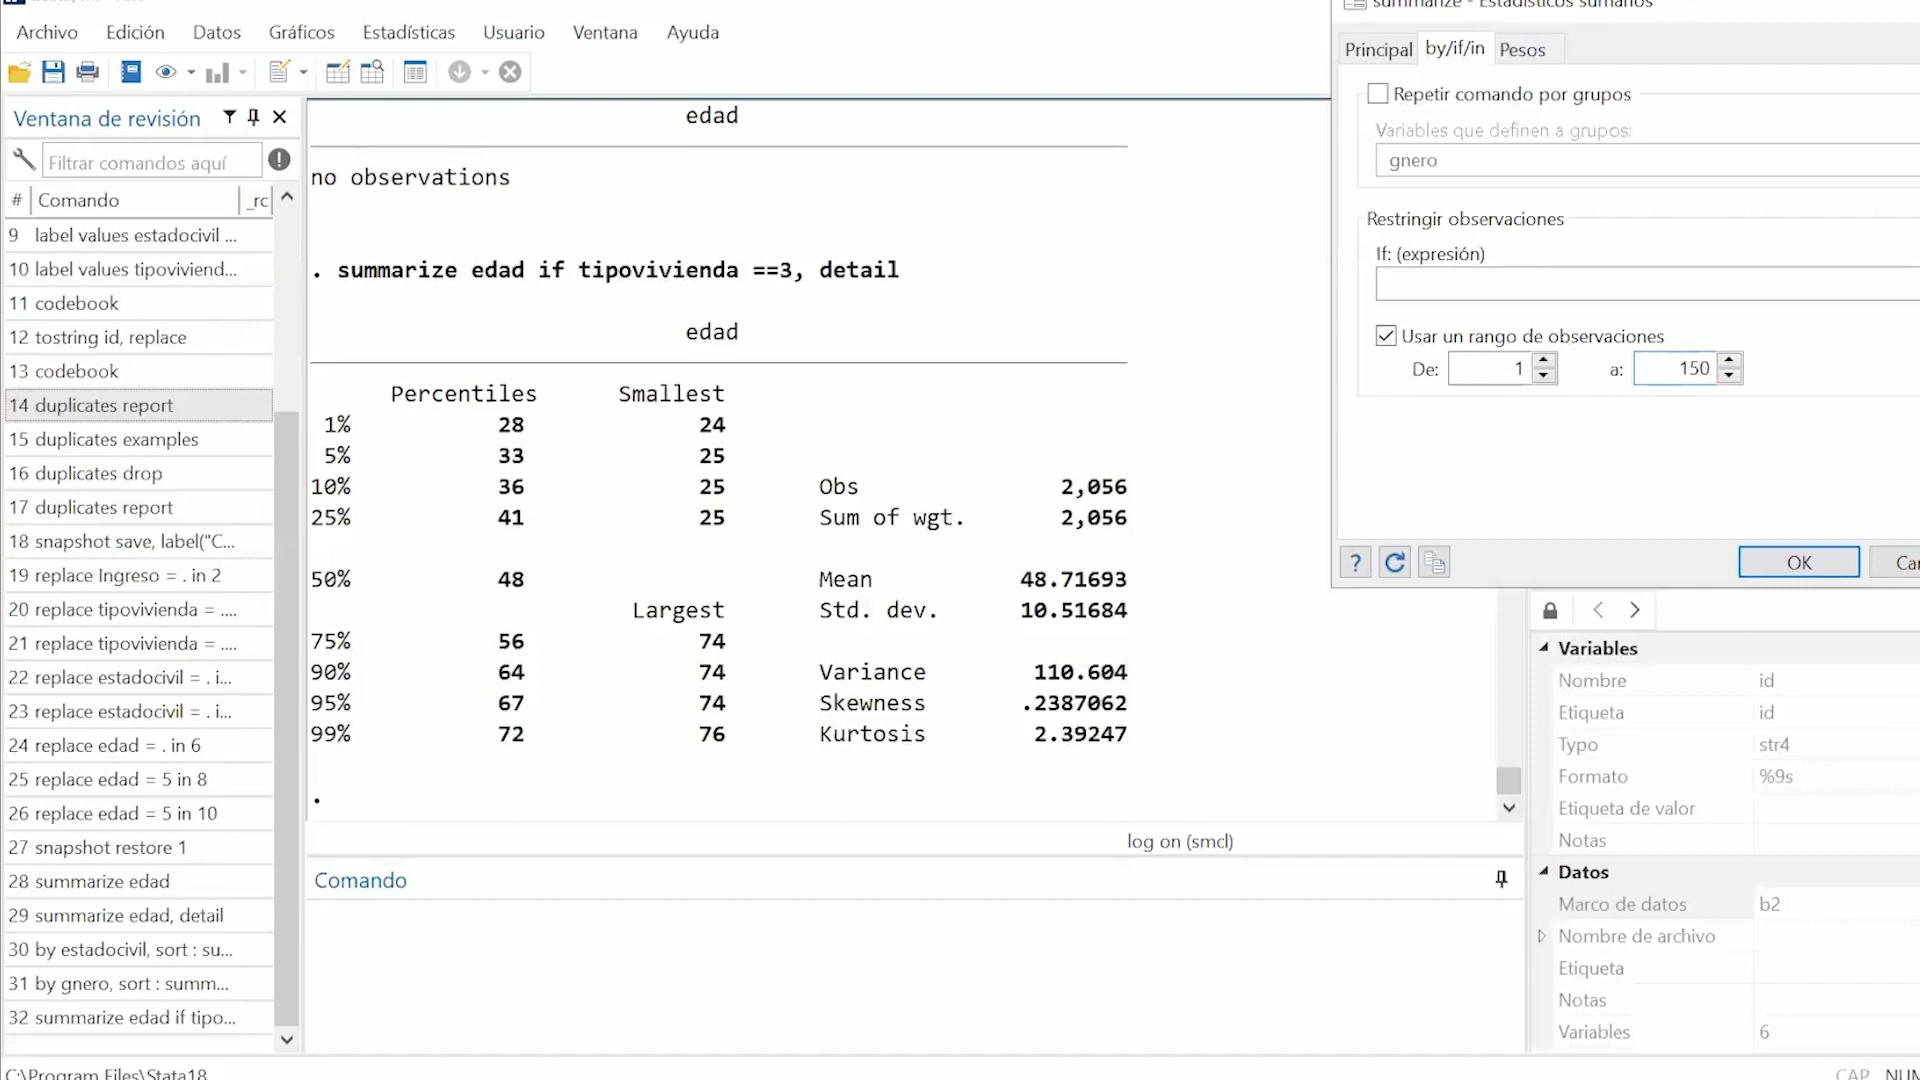 summarize - Estadísticos sumarios
Archivo Edición Datos Gráficos Estadísticas Usuario Ventana Ayuda
Principal by/if/in Pesos
Repetir comando por grupos
Variables que definen a grupos:
gnero
Restringir observaciones
If: (expresión)
Usar un rango de observaciones
De: 1 a: 150
? OK
Ventana de revisión
Filtrar comandos aquí
# Comando _rc
9 label values estadocivil ...
10 label values tipoviviend...
11 codebook
12 tostring id, replace
13 codebook
14 duplicates report
15 duplicates examples
16 duplicates drop
17 duplicates report
18 snapshot save, label("C...
19 replace Ingreso = . in 2
20 replace tipovivienda = ....
21 replace tipovivienda = ....
22 replace estadocivil = . i...
23 replace estadocivil = . i...
24 replace edad = . in 6
25 replace edad = 5 in 8
26 replace edad = 5 in 10
27 snapshot restore 1
28 summarize edad
29 summarize edad, detail
30 by estadocivil, sort : su...
31 by gnero, sort : summ...
32 summarize edad if tipo...
edad
no observations
. summarize edad if tipovivienda ==3, detail
edad
Percentiles Smallest
1% 28 24
5% 33 25
10% 36 25 Obs 2,056
25% 41 25 Sum of wgt. 2,056
50% 48 Mean 48.71693
Largest Std. dev. 10.51684
75% 56 74
90% 64 74 Variance 110.604
95% 67 74 Skewness .2387062
99% 72 76 Kurtosis 2.39247
.
log on (smcl)
Comando
Variables
Nombre id
Etiqueta id
Typo str4
Formato %9s
Etiqueta de valor
Notas
Datos
Marco de datos b2
Nombre de archivo
Etiqueta
Notas
Variables 6
C:\Program Files\Stata18
CAP NUM